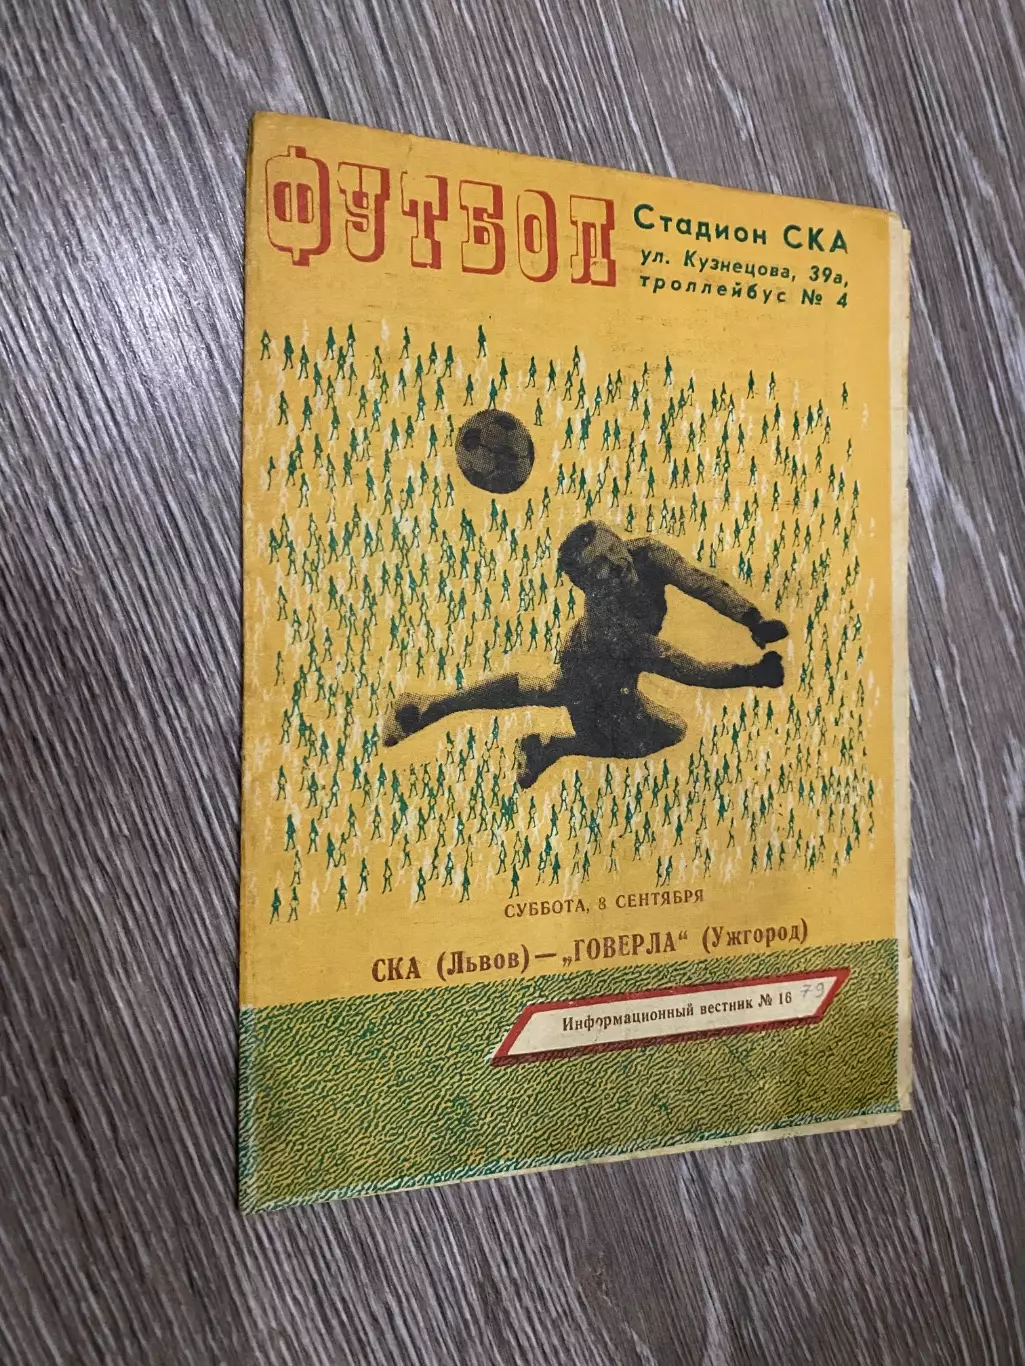 ФУТБОЛ
Стадион СКА
ул. Кузнецова, 39а,
троллейбус № 4
СУББОТА, 8 СЕНТЯБРЯ
СКА (Львов) — „ГОВЕРЛА“ (Ужгород)
Информационный вестник № 16 79